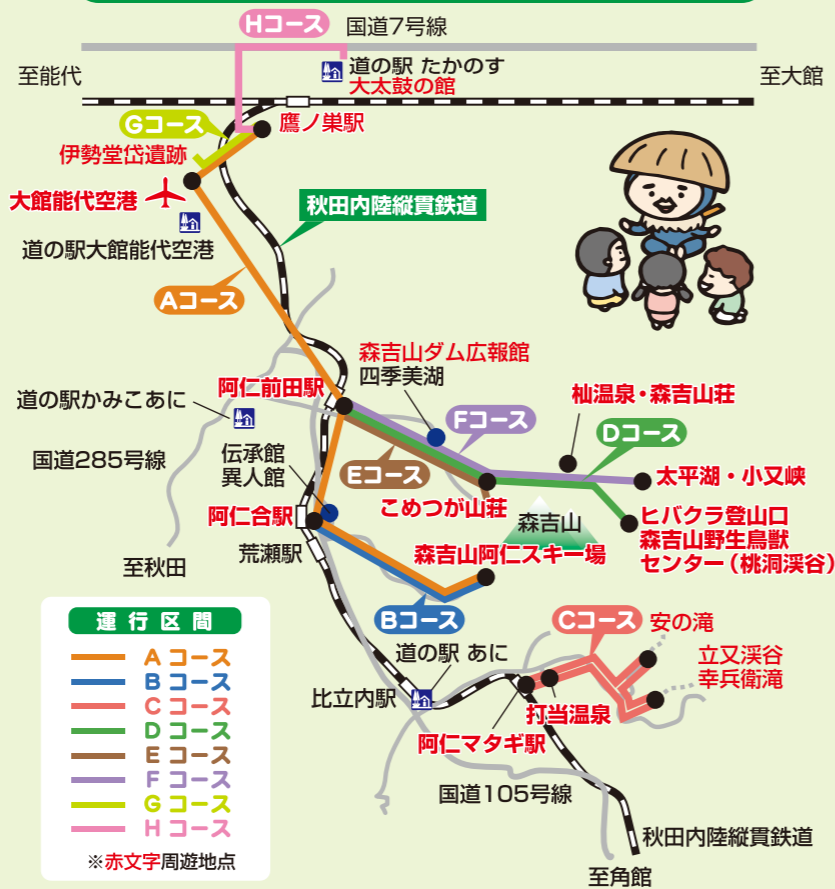 Hコース
国道7号線
至能代
道の駅 たかのす
大太鼓の館
至大館
Gコース
鷹ノ巣駅
伊勢堂岱遺跡
大館能代空港
道の駅大館能代空港
秋田内陸縦貫鉄道
Aコース
森吉山ダム広報館
四季美湖
阿仁前田駅
杣温泉・森吉山荘
道の駅かみこあに
Fコース
Dコース
国道285号線
伝承館
異人館
Eコース
太平湖・小又峡
こめつが山荘
阿仁合駅
森吉山
ヒバクラ登山口
森吉山野生鳥獣
センター(桃洞渓谷)
荒瀬駅
森吉山阿仁スキー場
至秋田
Bコース
Cコース
安の滝
道の駅 あに
立又渓谷
幸兵衛滝
比立内駅
打当温泉
阿仁マタギ駅
国道105号線
秋田内陸縦貫鉄道
至角館
運行区間
Aコース
Bコース
Cコース
Dコース
Eコース
Fコース
Gコース
Hコース
※赤文字周遊地点